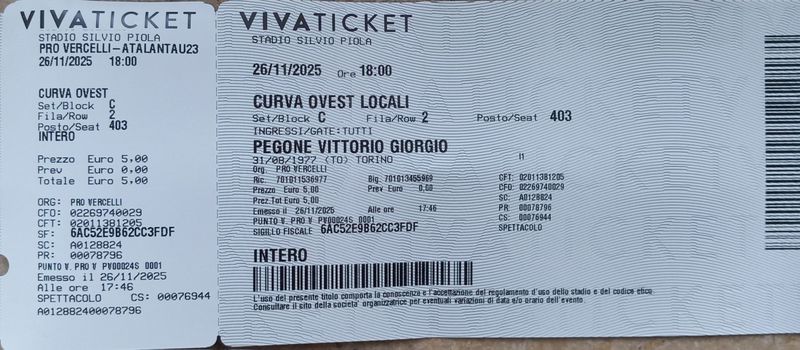 VIVATICKET
STADIO SILVIO PIOLA
PRO VERCELLI-ATALANTAU23
26/11/2025 18:00
CURVA OVEST
Set/Block C
Fila/Row 2
Posto/Seat 403
INTERO
Prezzo Euro 5,00
Prev Euro 0,00
Totale Euro 5,00
ORG: PRO VERCELLI
CFO: 02269740029
CFT: 02011381205
SF: 6AC52E9B62CC3FDF
SC: A0128824
PR: 00078796
PUNTO V. PRO V PV00024S 0001
Emesso il 26/11/2025
Alle ore 17:46
SPETTACOLO CS: 00076944
A012882400078796
VIVATICKET
STADIO SILVIO PIOLA
26/11/2025 Ore 18:00
CURVA OVEST LOCALI
Set/Block C Fila/Row 2 Posto/Seat 403
INGRESSI/GATE:TUTTI
PEGONE VITTORIO GIORGIO
31/08/1977 (TO) TORINO I1
Org. PRO VERCELLI
Ric. 701011536977 Big. 701013455969 CFT: 02011381205
Prezzo Euro 5,00 Prev Euro 0,00 CFO: 02269740029
Prez.Tot Euro 5,00 SC: A0128824
Emesso il 26/11/2025 Alle ore 17:46 PR: 00078796
PUNTO V. PRO V PV00024S 0001 CS: 00076944
SIGILLO FISCALE 6AC52E9B62CC3FDF SPETTACOLO
INTERO
L'uso del presente titolo comporta la conoscenza e l'accettazione del regolamento d'uso dello stadio e del codice etico.
Consultare il sito della societa' organizzatrice per eventuali variazioni di data e/o orario dell'evento.